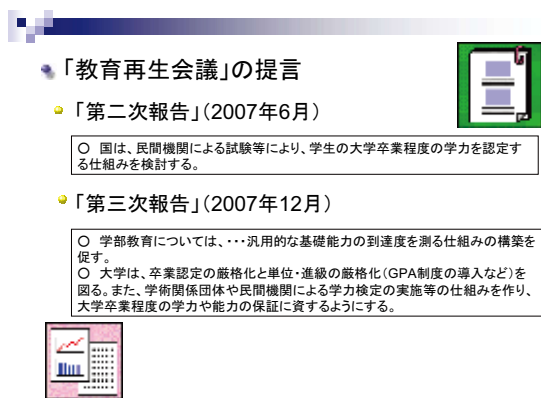 「教育再生会議」の提言
「第二次報告」(2007年6月)
○ 国は、民間機関による試験等により、学生の大学卒業程度の学力を認定す
る仕組みを検討する。
「第三次報告」(2007年12月)
○ 学部教育については、・・・汎用的な基礎能力の到達度を測る仕組みの構築を
促す。
○ 大学は、卒業認定の厳格化と単位・進級の厳格化(GPA制度の導入など)を
図る。また、学術関係団体や民間機関による学力検定の実施等の仕組みを作り、
大学卒業程度の学力や能力の保証に資するようにする。